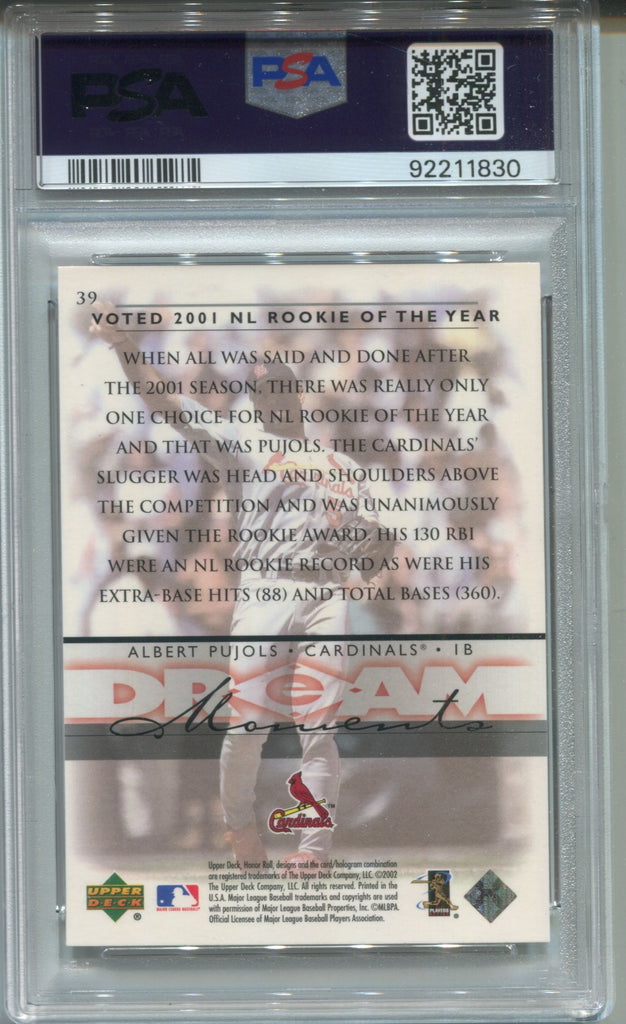 PSA
PSA
92211830
39
VOTED 2001 NL ROOKIE OF THE YEAR
WHEN ALL WAS SAID AND DONE AFTER
THE 2001 SEASON, THERE WAS REALLY ONLY
ONE CHOICE FOR NL ROOKIE OF THE YEAR
AND THAT WAS PUJOLS. THE CARDINALS'
SLUGGER WAS HEAD AND SHOULDERS ABOVE
THE COMPETITION AND WAS UNANIMOUSLY
GIVEN THE ROOKIE AWARD. HIS 130 RBI
WERE AN NL ROOKIE RECORD AS WERE HIS
EXTRA-BASE HITS (88) AND TOTAL BASES (360).
ALBERT PUJOLS • CARDINALS® • 1B
DREAM
Moments
Cardinals™
Upper Deck, Honor Roll, designs and the card/hologram combination
are registered trademarks of The Upper Deck Company, LLC. ©2002
The Upper Deck Company, LLC. All rights reserved. Printed in the
U.S.A. Major League Baseball trademarks and copyrights are used
with permission of Major League Baseball Properties, Inc. ©MLBPA.
Official Licensee of Major League Baseball Players Association.
UPPER
DECK®
MAJOR LEAGUE BASEBALL
PLAYERS